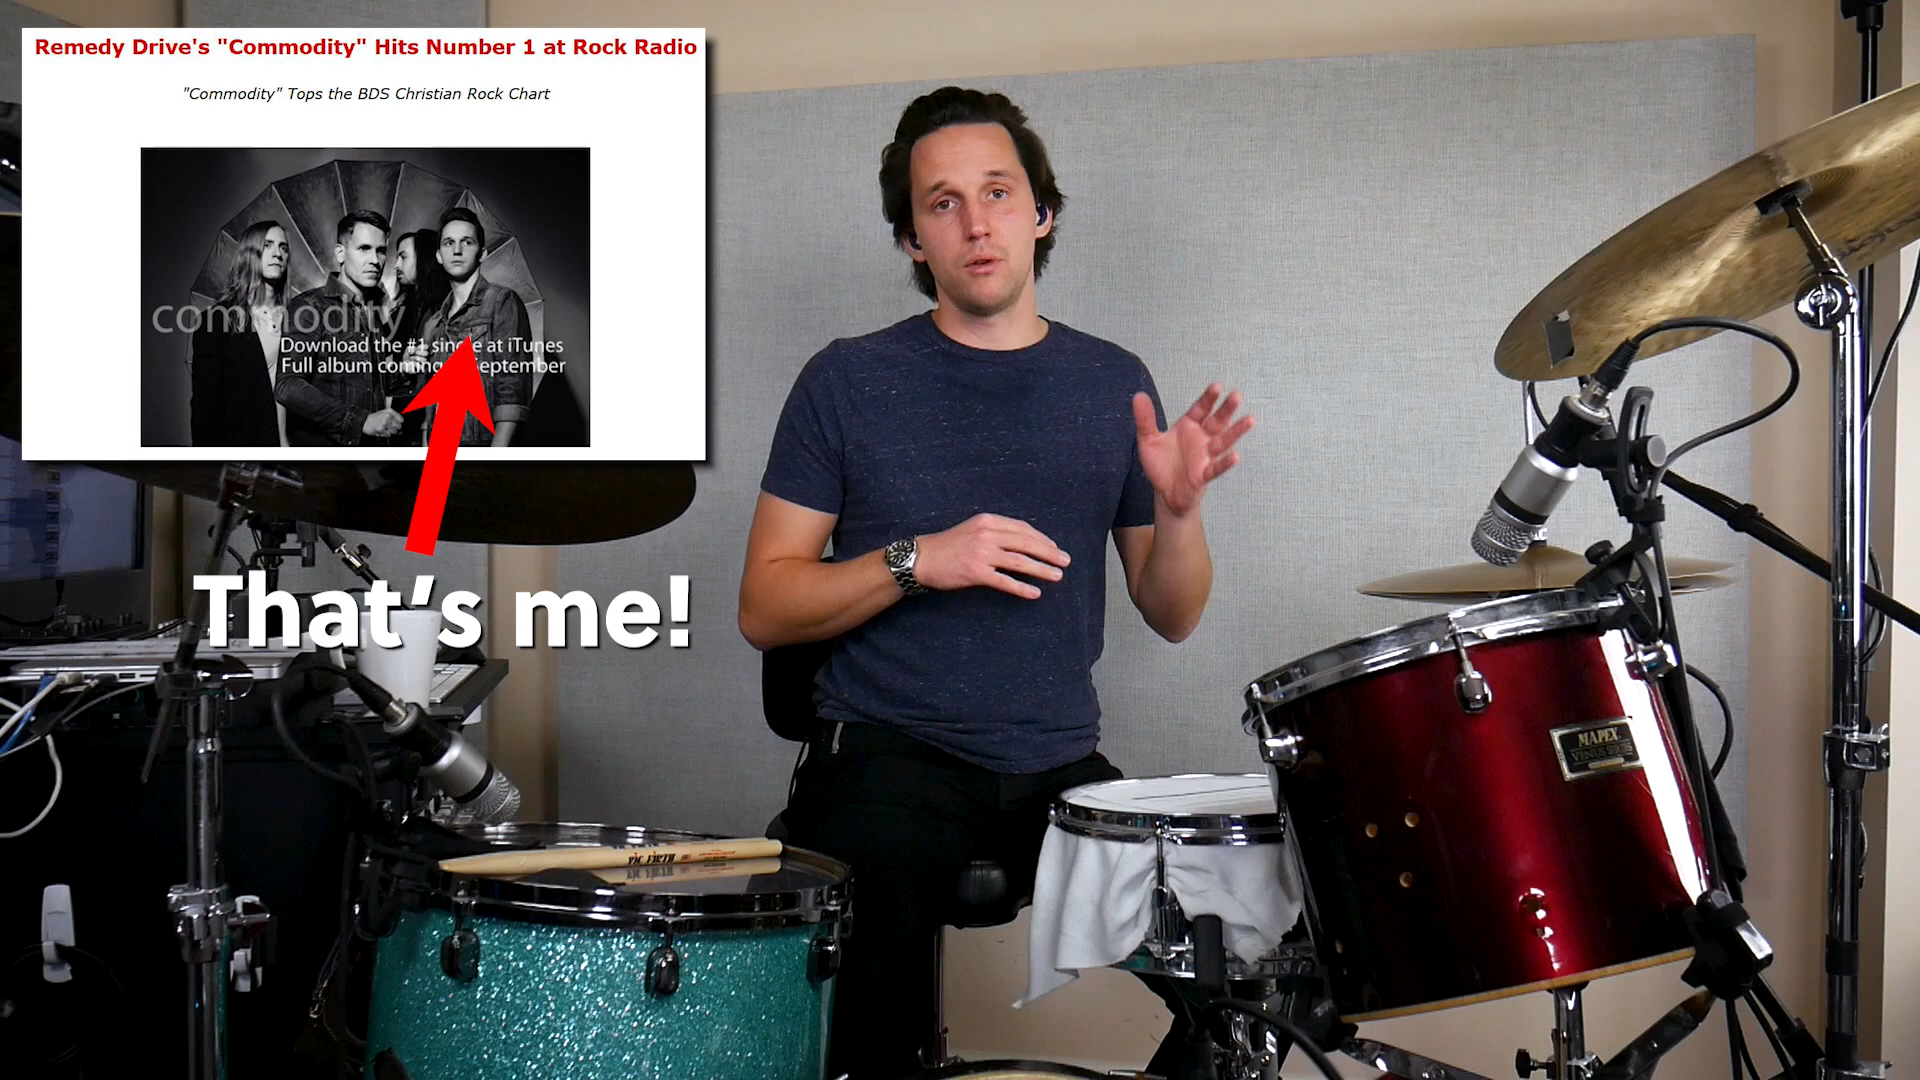 Remedy Drive's "Commodity" Hits Number 1 at Rock Radio
"Commodity" Tops the BDS Christian Rock Chart
commodity
Download the #1 single at iTunes
Full album coming September
That's me!
MAPEX
VIC FIRTH